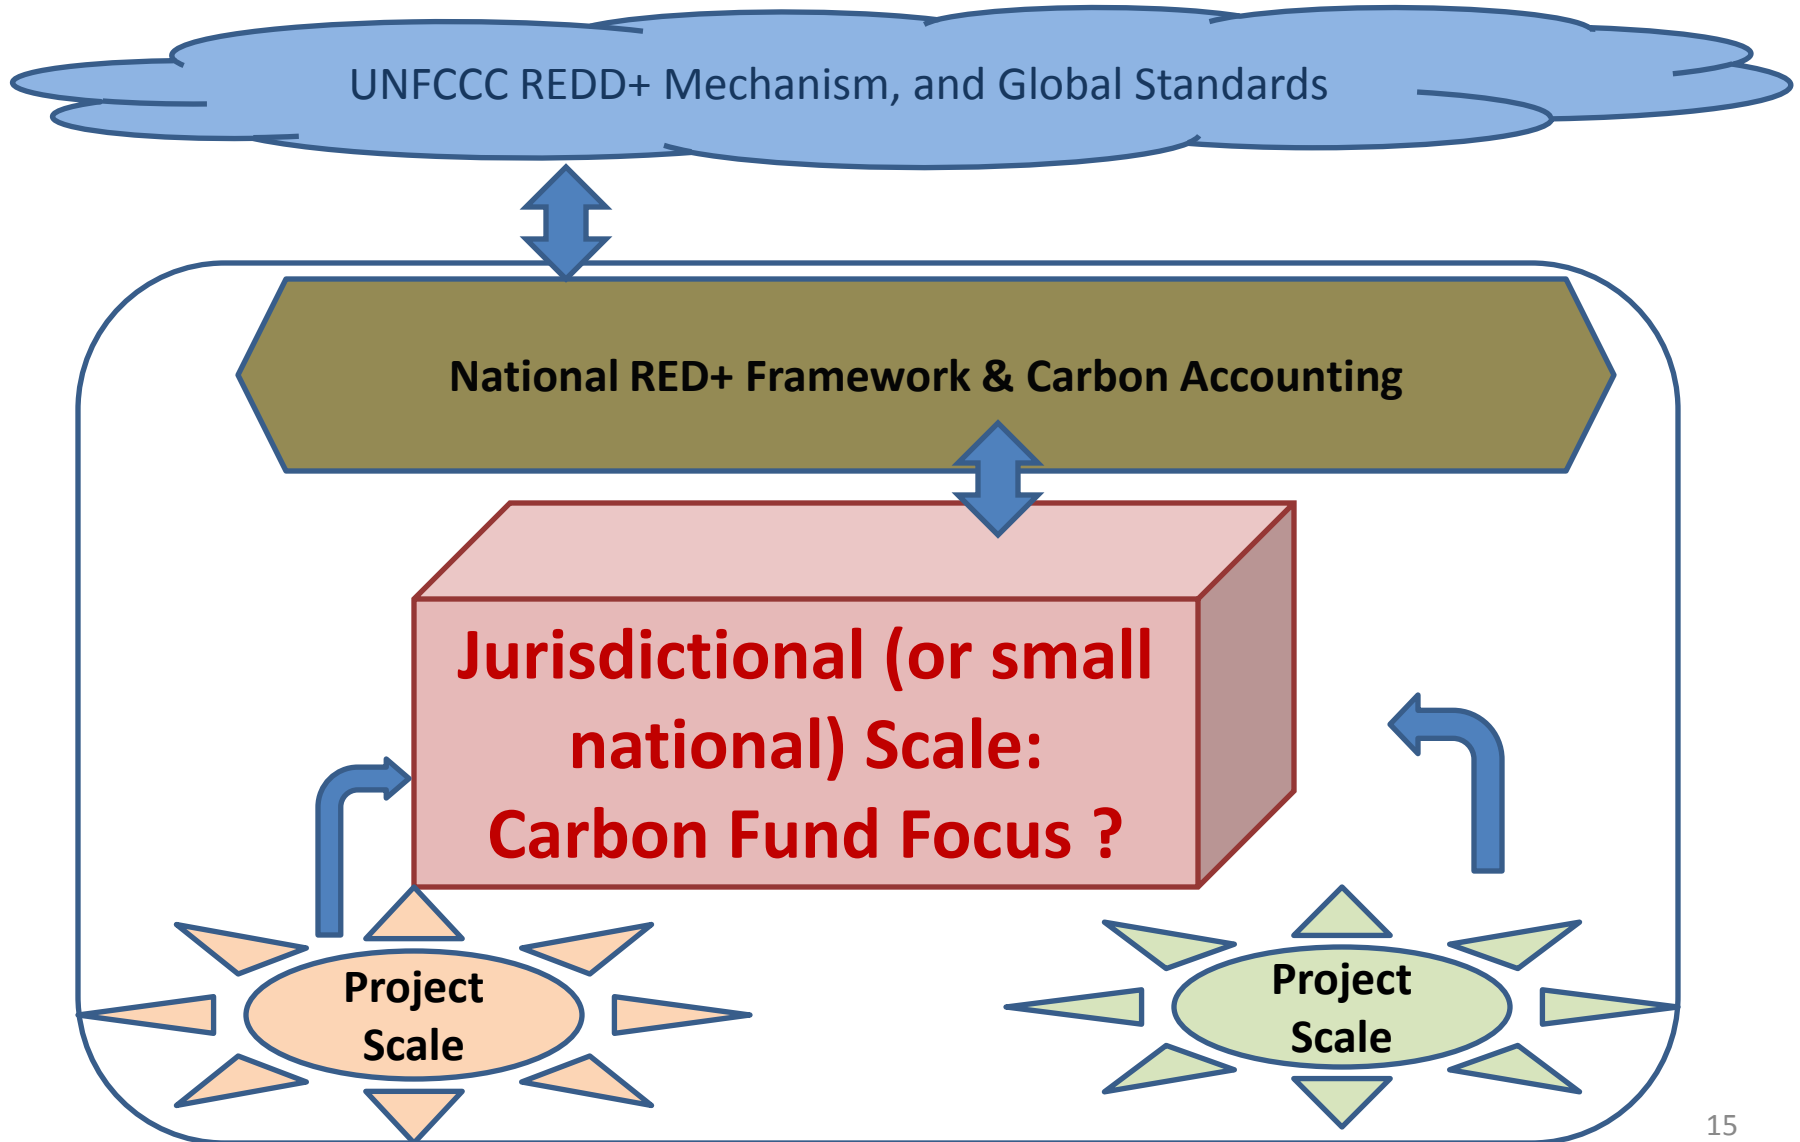 UNFCCC REDD+ Mechanism, and Global Standards
National RED+ Framework & Carbon Accounting
Jurisdictional (or small
national) Scale:
Carbon Fund Focus ?
Project
Scale
Project
Scale
15